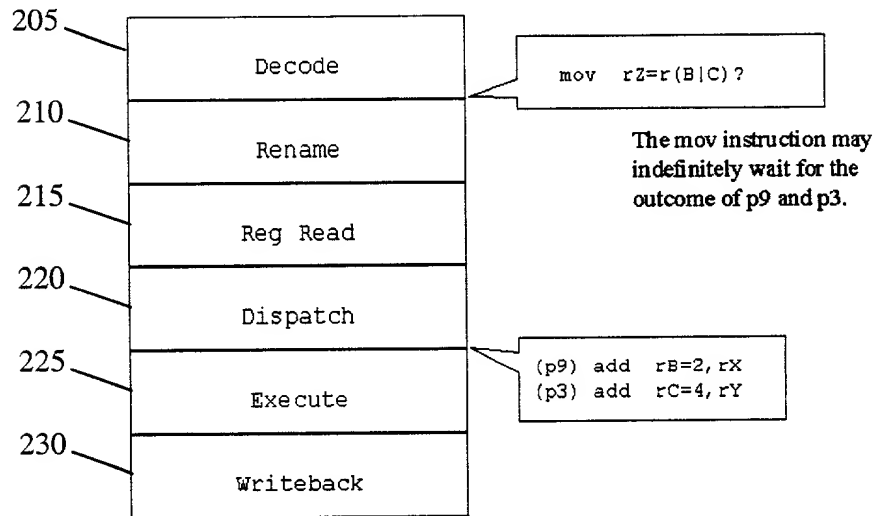 205
Decode
mov rZ=r(B|C)?
210
Rename
The mov instruction may
indefinitely wait for the
outcome of p9 and p3.
215
Reg Read
220
Dispatch
(p9) add rB=2,rX
(p3) add rC=4,rY
225
Execute
230
Writeback